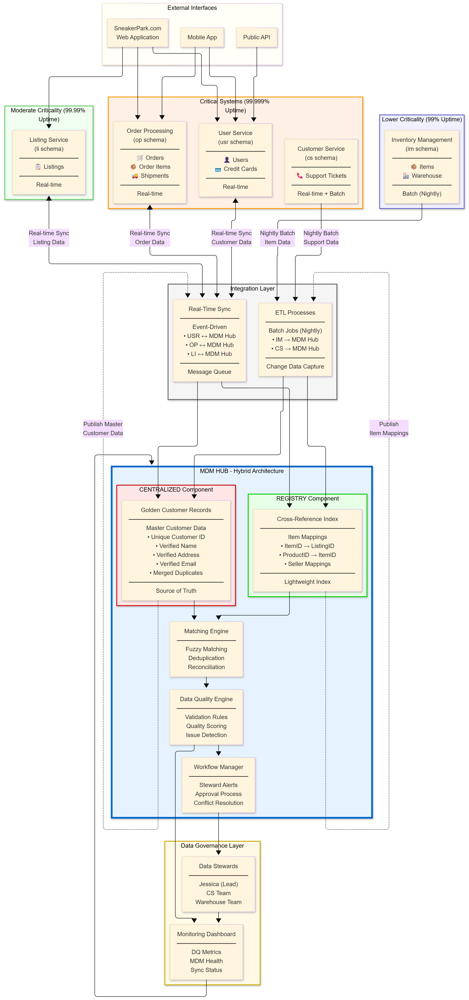 External Interfaces
SneakerPark.com
Web Application
Mobile App
Public API
Moderate Criticality (99.99%
Uptime)
Listing Service
(li schema)
📋 Listings
Real-time
Critical Systems (99.999%
Uptime)
Order Processing
(op schema)
🛒 Orders
📦 Order Items
🚚 Shipments
Real-time
User Service
(usr schema)
👤 Users
💳 Credit Cards
Real-time
Customer Service
(cs schema)
📞 Support Tickets
Real-time + Batch
Lower Criticality (99% Uptime)
Inventory Management
(im schema)
📦 Items
🏭 Warehouse
Batch (Nightly)
Real-time Sync
Listing Data
Real-time Sync
Order Data
Real-time Sync
Customer Data
Nightly Batch
Item Data
Nightly Batch
Support Data
Integration Layer
Real-Time Sync
Event-Driven
• USR ↔ MDM Hub
• OP ↔ MDM Hub
• LI ↔ MDM Hub
Message Queue
ETL Processes
Batch Jobs (Nightly)
• IM → MDM Hub
• CS → MDM Hub
Change Data Capture
Publish Master
Customer Data
Publish
Item Mappings
MDM HUB - Hybrid Architecture
CENTRALIZED Component
Golden Customer Records
Master Customer Data
• Unique Customer ID
• Verified Name
• Verified Address
• Verified Email
• Merged Duplicates
Source of Truth
REGISTRY Component
Cross-Reference Index
Item Mappings
• ItemID → ListingID
• ProductID → ItemID
• Seller Mappings
Lightweight Index
Matching Engine
Fuzzy Matching
Deduplication
Reconciliation
Data Quality Engine
Validation Rules
Quality Scoring
Issue Detection
Workflow Manager
Steward Alerts
Approval Process
Conflict Resolution
Data Governance Layer
Data Stewards
Jessica (Lead)
CS Team
Warehouse Team
Monitoring Dashboard
DQ Metrics
MDM Health
Sync Status